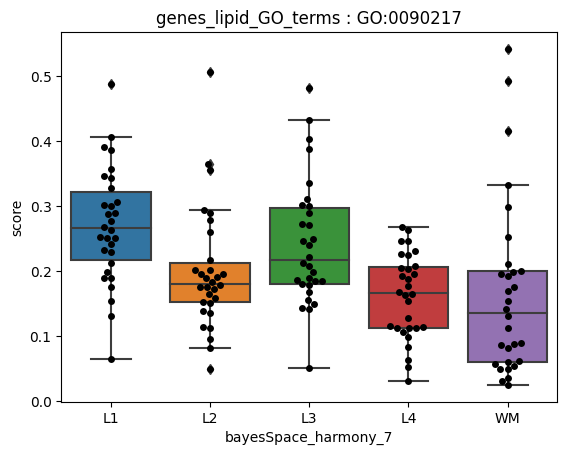 genes_lipid_GO_terms : GO:0090217
0.5
0.4
0.3
0.2
0.1
0.0
score
L1 L2 L3 L4 WM
bayesSpace_harmony_7